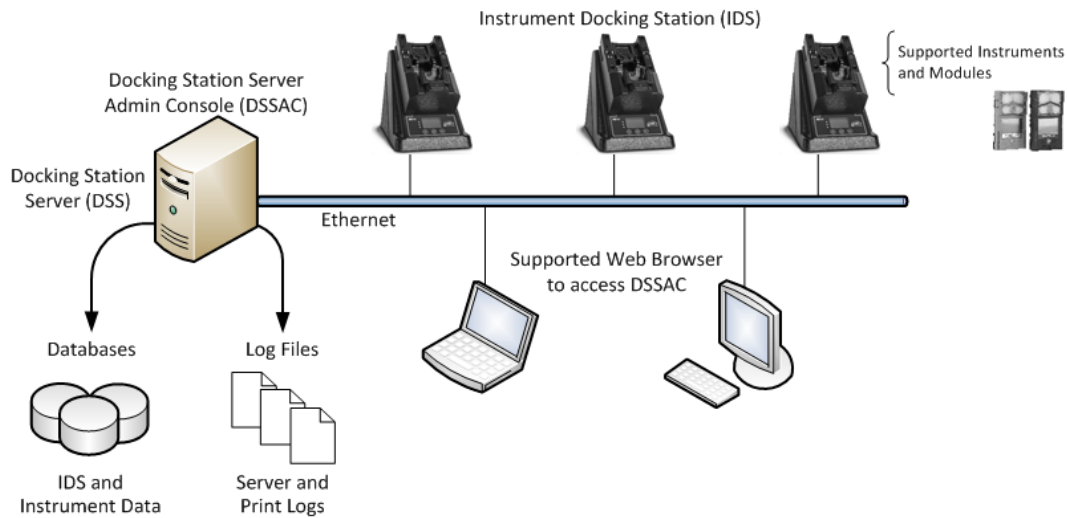 Instrument Docking Station (IDS)
Supported Instruments
and Modules
Docking Station Server
Admin Console (DSSAC)
Docking Station
Server (DSS)
Ethernet
Supported Web Browser
to access DSSAC
Databases
Log Files
IDS and
Instrument Data
Server and
Print Logs